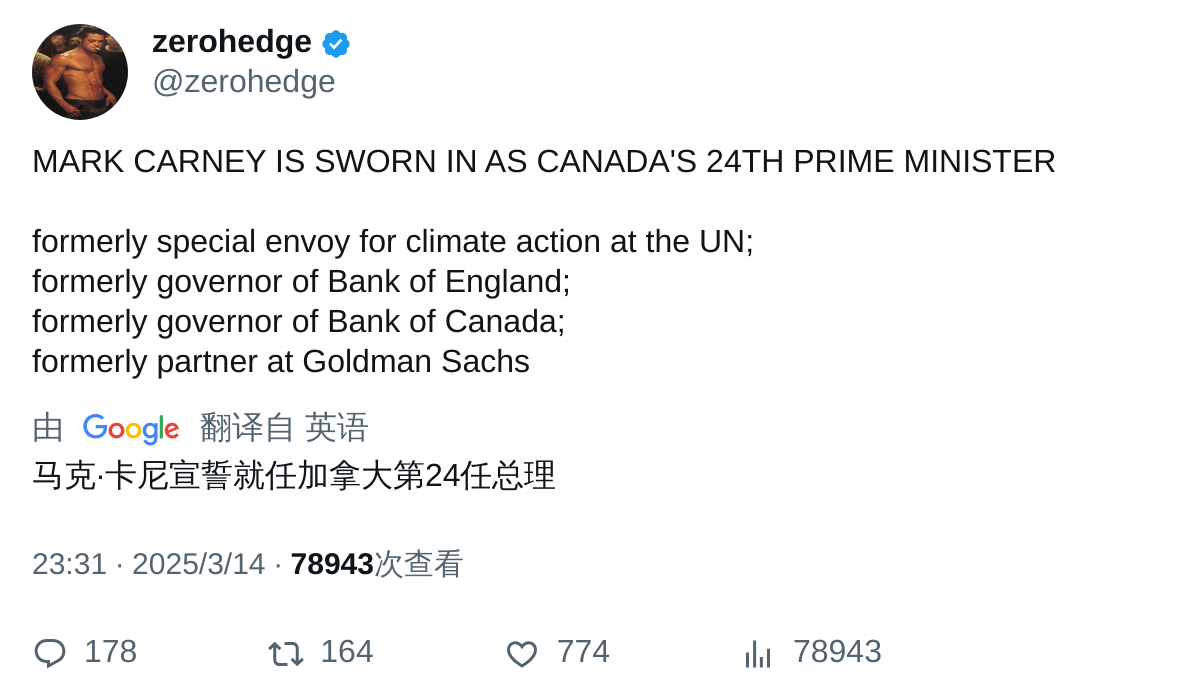 zerohedge
@zerohedge
MARK CARNEY IS SWORN IN AS CANADA'S 24TH PRIME MINISTER
formerly special envoy for climate action at the UN;
formerly governor of Bank of England;
formerly governor of Bank of Canada;
formerly partner at Goldman Sachs
由 Google 翻译自 英语
马克·卡尼宣誓就任加拿大第24任总理
23:31 · 2025/3/14 · 78943次查看
178 164 774 78943